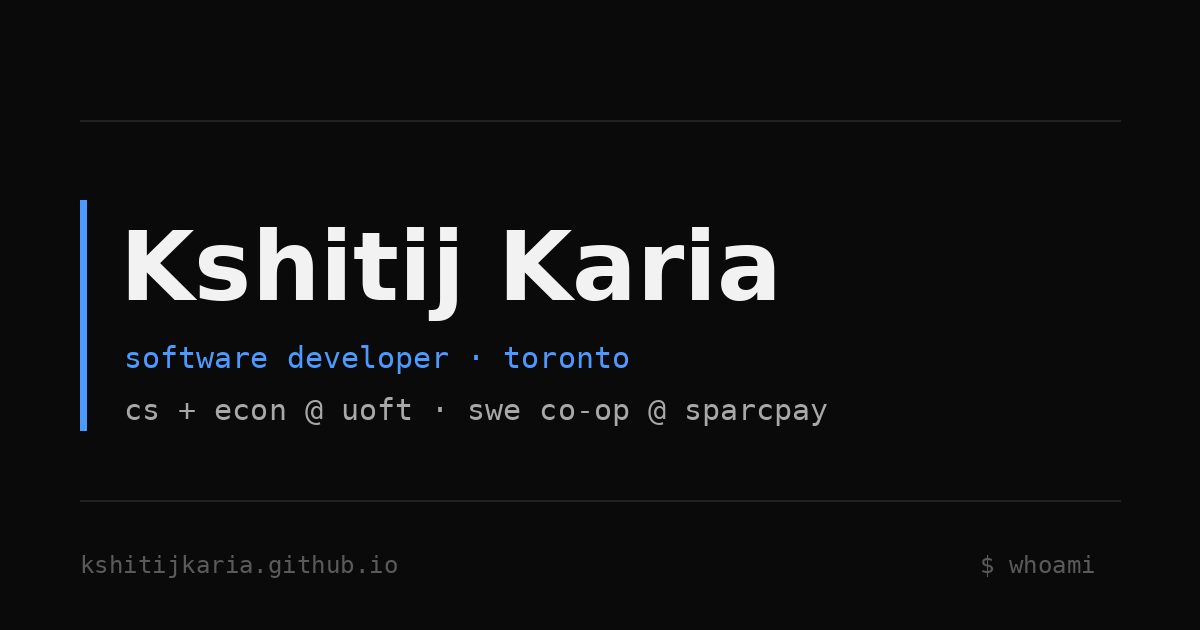 Kshitij Karia
software developer · toronto
cs + econ @ uoft · swe co-op @ sparcpay
kshitijkaria.github.io
$ whoami